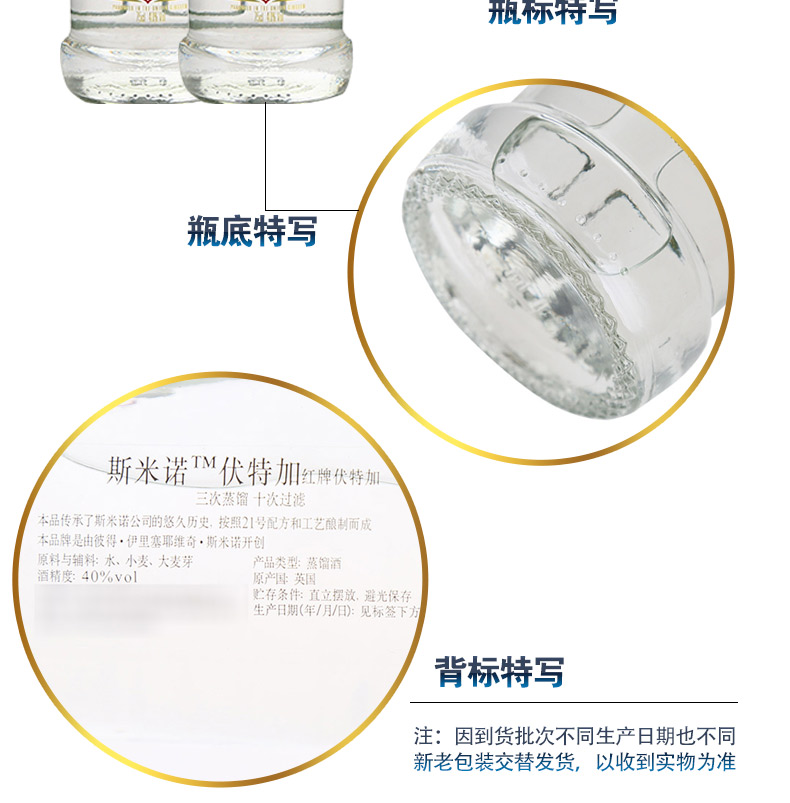 瓶标特写
瓶底特写
斯米诺™伏特加红牌伏特加
三次蒸馏 十次过滤
本品传承了斯米诺公司的悠久历史，按照21号配方和工艺酿制而成
本品牌是由彼得·伊里塞耶维奇·斯米诺开创
原料与辅料: 水、小麦、大麦芽
酒精度: 40%vol
产品类型: 蒸馏酒
原产国: 英国
贮存条件: 直立摆放、避光保存
生产日期(年/月/日): 见标签下方
背标特写
注：因到货批次不同生产日期也不同
新老包装交替发货，以收到实物为准